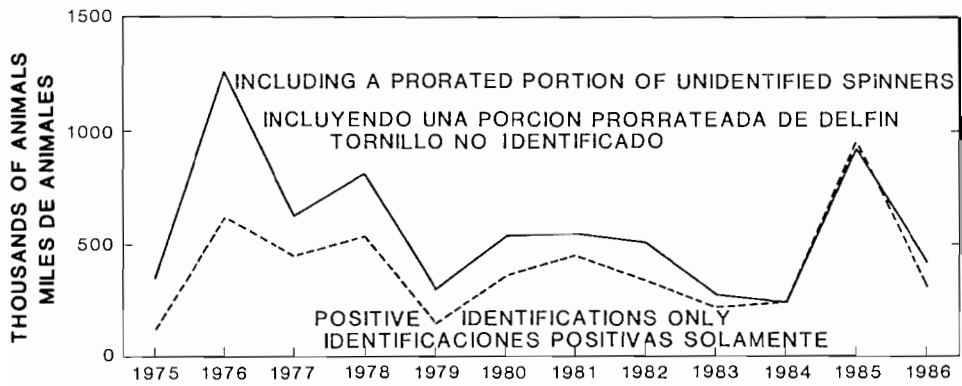 THOUSANDS OF ANIMALS
MILES DE ANIMALES
1500
1000
500
0
INCLUDING A PRORATED PORTION OF UNIDENTIFIED SPiNNERS
INCLUYENDO UNA PORCION PRORRATEADA DE DELFIN
TORNILLO NO IDENTIFICADO
POSITIVE IDENTIFICATIONS ONLY
IDENTIFICACIONES POSITIVAS SOLAMENTE
1975 1976 1977 1978 1979 1980 1981 1982 1983 1984 1985 1986